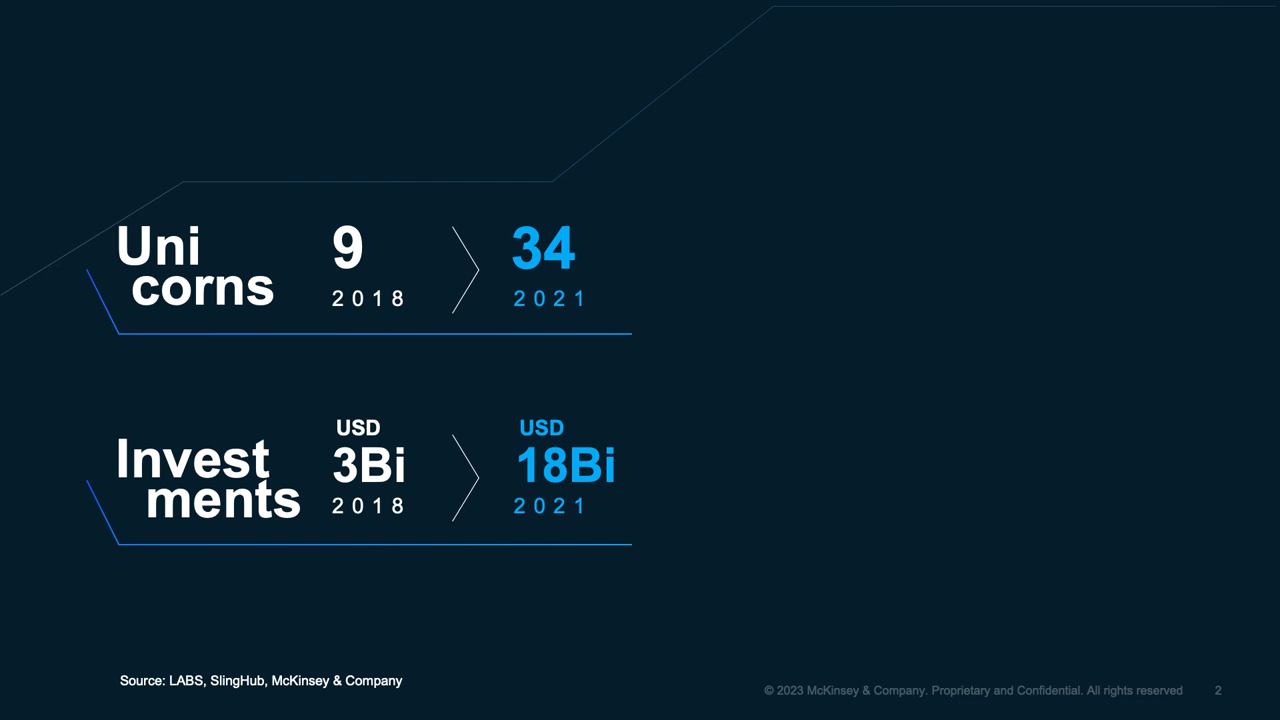 Uni
corns
9
2018
34
2021
Invest
ments
USD
3Bi
2018
USD
18Bi
2021
Source: LABS, SlingHub, McKinsey & Company
© 2023 McKinsey & Company. Proprietary and Confidential. All rights reserved 2